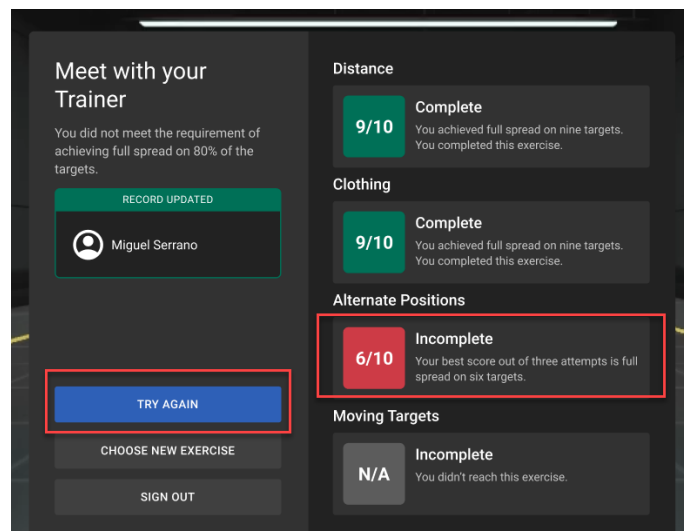 Meet with your
Trainer
You did not meet the requirement of
achieving full spread on 80% of the
targets.
RECORD UPDATED
Miguel Serrano
TRY AGAIN
CHOOSE NEW EXERCISE
SIGN OUT
Distance
9/10
Complete
You achieved full spread on nine targets.
You completed this exercise.
Clothing
9/10
Complete
You achieved full spread on nine targets.
You completed this exercise.
Alternate Positions
6/10
Incomplete
Your best score out of three attempts is full
spread on six targets.
Moving Targets
N/A
Incomplete
You didn't reach this exercise.